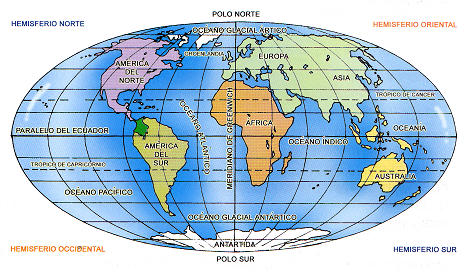 POLO NORTE
HEMISFERIO NORTE
HEMISFERIO ORIENTAL
OCEANO GLACIAL ARTICO
GROENLANDIA
EUROPA
AMERICA
DEL
NORTE
ASIA
TROPICO DE CANCER
OCEANO ATLANTICO
MERIDIANO DE GREENWICH
AFRICA
PARALELO DEL ECUADOR
OCEANIA
OCEANO INDICO
AMERICA
DEL
SUR
TROPICO DE CAPRICORNIO
AUSTRALIA
OCEANO PACIFICO
OCEANO GLACIAL ANTARTICO
ANTARTIDA
HEMISFERIO OCCIDENTAL
HEMISFERIO SUR
POLO SUR